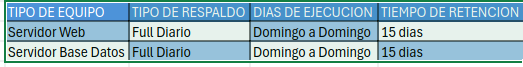 TIPO DE EQUIPO TIPO DE RESPALDO DIAS DE EJECUCION TIEMPO DE RETENCION
Servidor Web Full Diario Domingo a Domingo 15 dias
Servidor Base Datos Full Diario Domingo a Domingo 15 dias